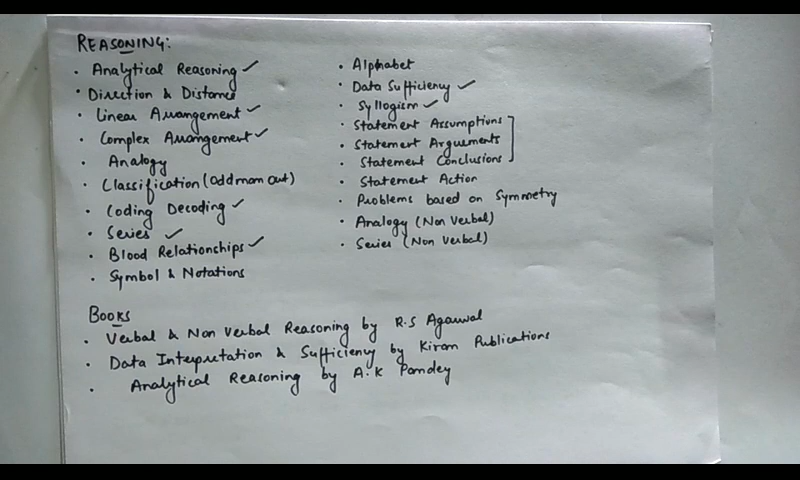 REASONING:
· Analytical Reasoning ✓
· Direction & Distance
· Linear Arrangement ✓
· Complex Arrangement ✓
· Analogy
· Classification (Oddman Out)
· Coding Decoding ✓
· Series ✓
· Blood Relationships ✓
· Symbol & Notations
· Alphabet
· Data Sufficiency ✓
· Syllogism ✓
· Statement Assumptions
· Statement Arguements
· Statement Conclusions
· Statement Action
· Problems based on Symmetry
· Analogy (Non Verbal)
· Series (Non Verbal)
BOOKS
· Verbal & Non Verbal Reasoning by R.S Agarwal
· Data Interpretation & Sufficiency by Kiran Publications
· Analytical Reasoning by A.K Pandey